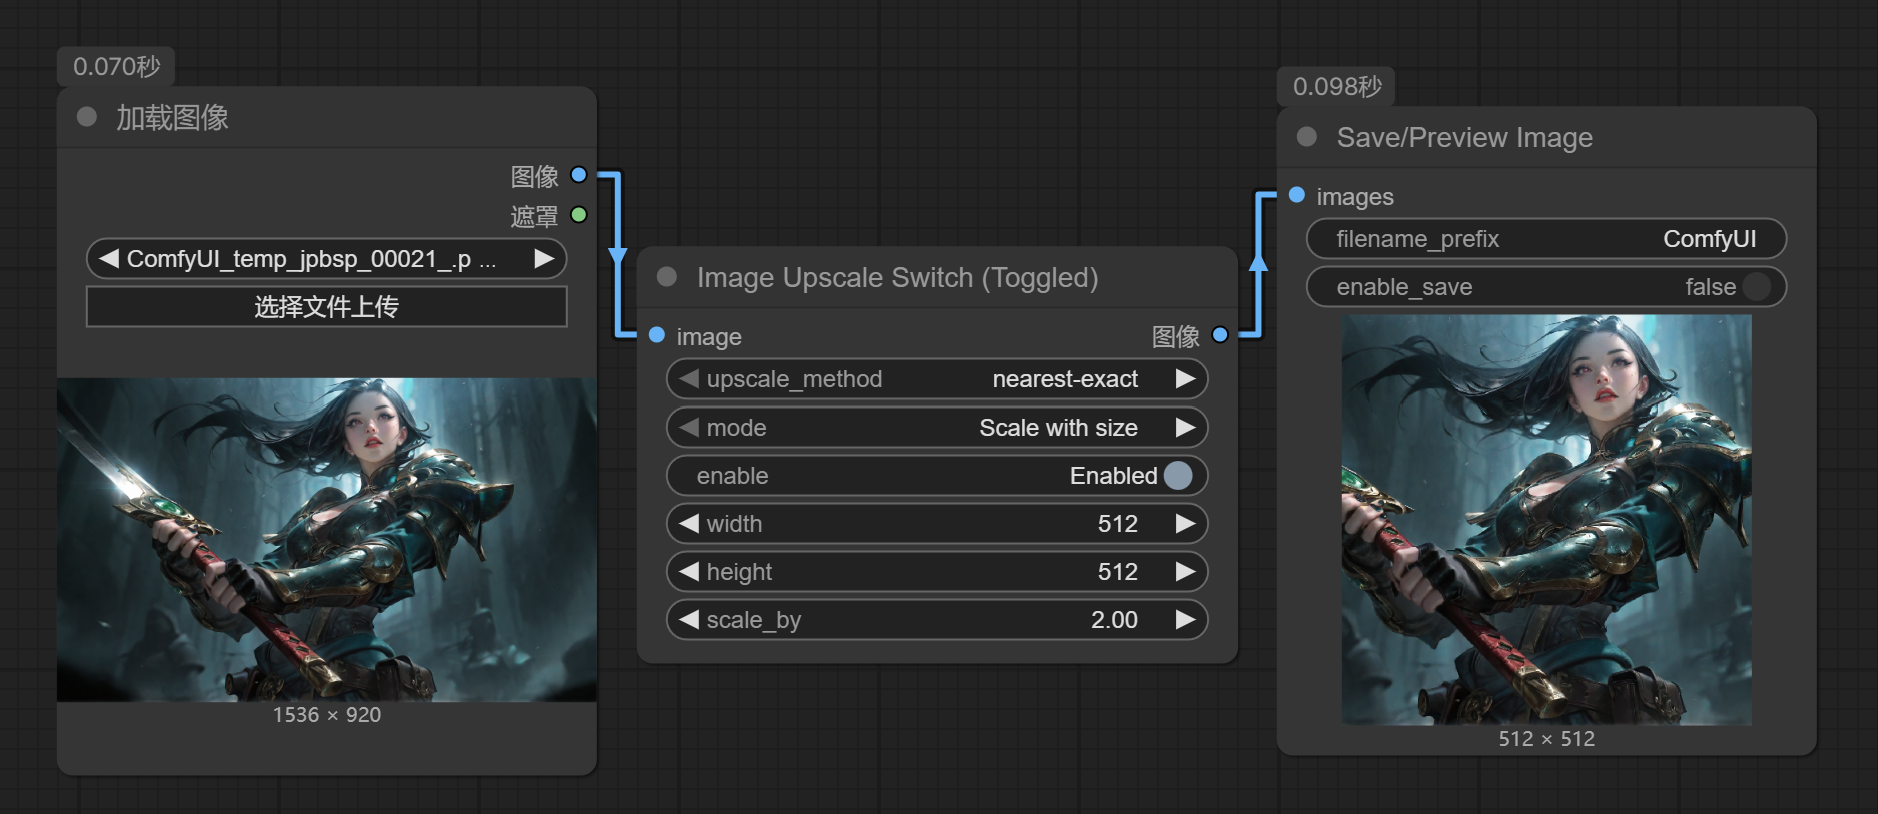 0.070秒
加载图像
图像
遮罩
ComfyUI_temp_jpbsp_00021_.p ...
选择文件上传
1536 × 920
Image Upscale Switch (Toggled)
image 图像
upscale_method nearest-exact
mode Scale with size
enable Enabled
width 512
height 512
scale_by 2.00
0.098秒
Save/Preview Image
images
filename_prefix ComfyUI
enable_save false
512 × 512